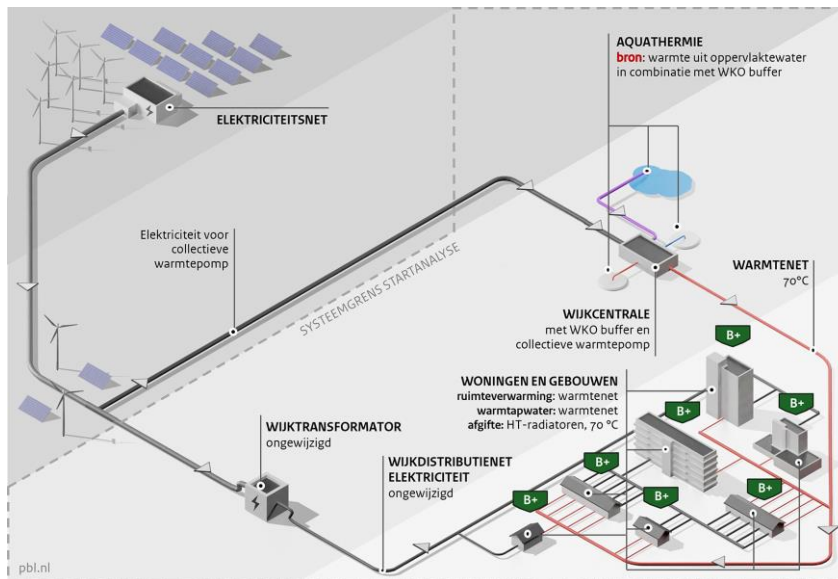 AQUATHERMIE
bron: warmte uit oppervlaktewater
in combinatie met WKO buffer
ELEKTRICITEITSNET
Elektriciteit voor
collectieve
warmtepomp
SYSTEEMGRENS STARTANALYSE
WARMTENET
70°C
WIJKCENTRALE
met WKO buffer en
collectieve warmtepomp
B+
WONINGEN EN GEBOUWEN
ruimteverwarming: warmtenet
warmtapwater: warmtenet
afgifte: HT-radiatoren, 70 °C
B+
B+
WIJKTRANSFORMATOR
ongewijzigd
WIJKDISTRIBUTIENET
ELEKTRICITEIT
ongewijzigd
B+
B+
B+
B+
pbl.nl